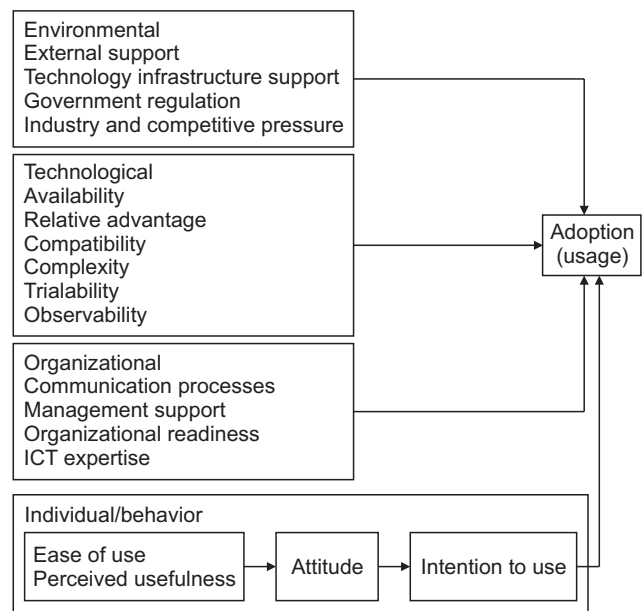 Environmental
External support
Technology infrastructure support
Government regulation
Industry and competitive pressure
Technological
Availability
Relative advantage
Compatibility
Complexity
Trialability
Observability
Adoption
(usage)
Organizational
Communication processes
Management support
Organizational readiness
ICT expertise
Individual/behavior
Ease of use
Perceived usefulness
Attitude
Intention to use